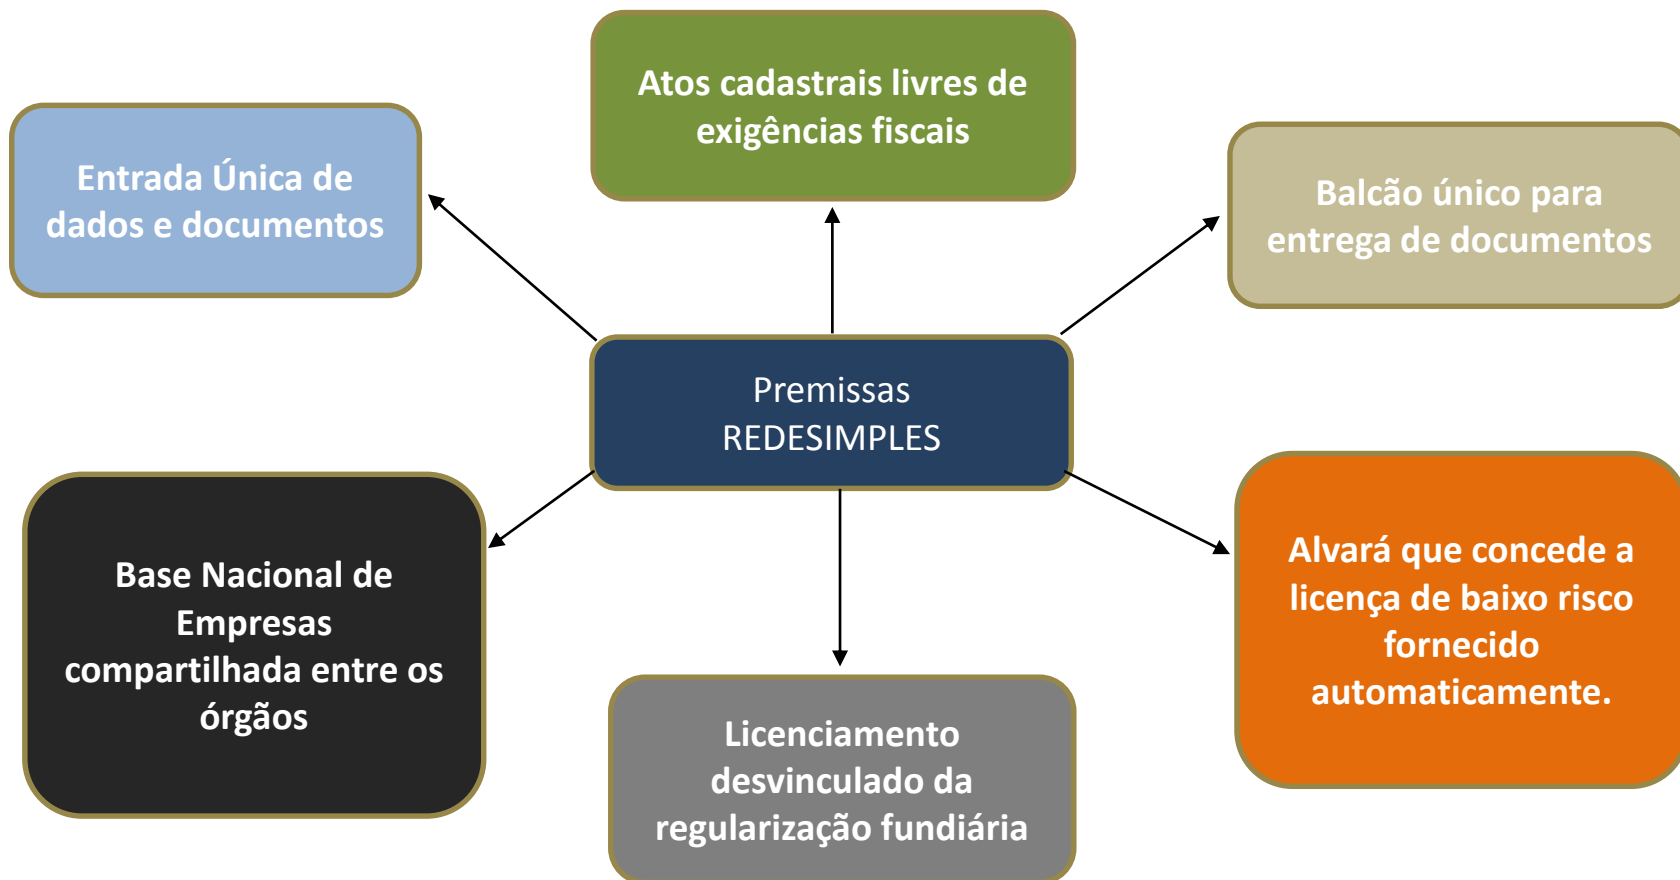 Atos cadastrais livres de
exigências fiscais
Entrada Única de
dados e documentos
Balcão único para
entrega de documentos
Premissas
REDESIMPLES
Base Nacional de
Empresas
compartilhada entre os
órgãos
Alvará que concede a
licença de baixo risco
fornecido
automaticamente.
Licenciamento
desvinculado da
regularização fundiária